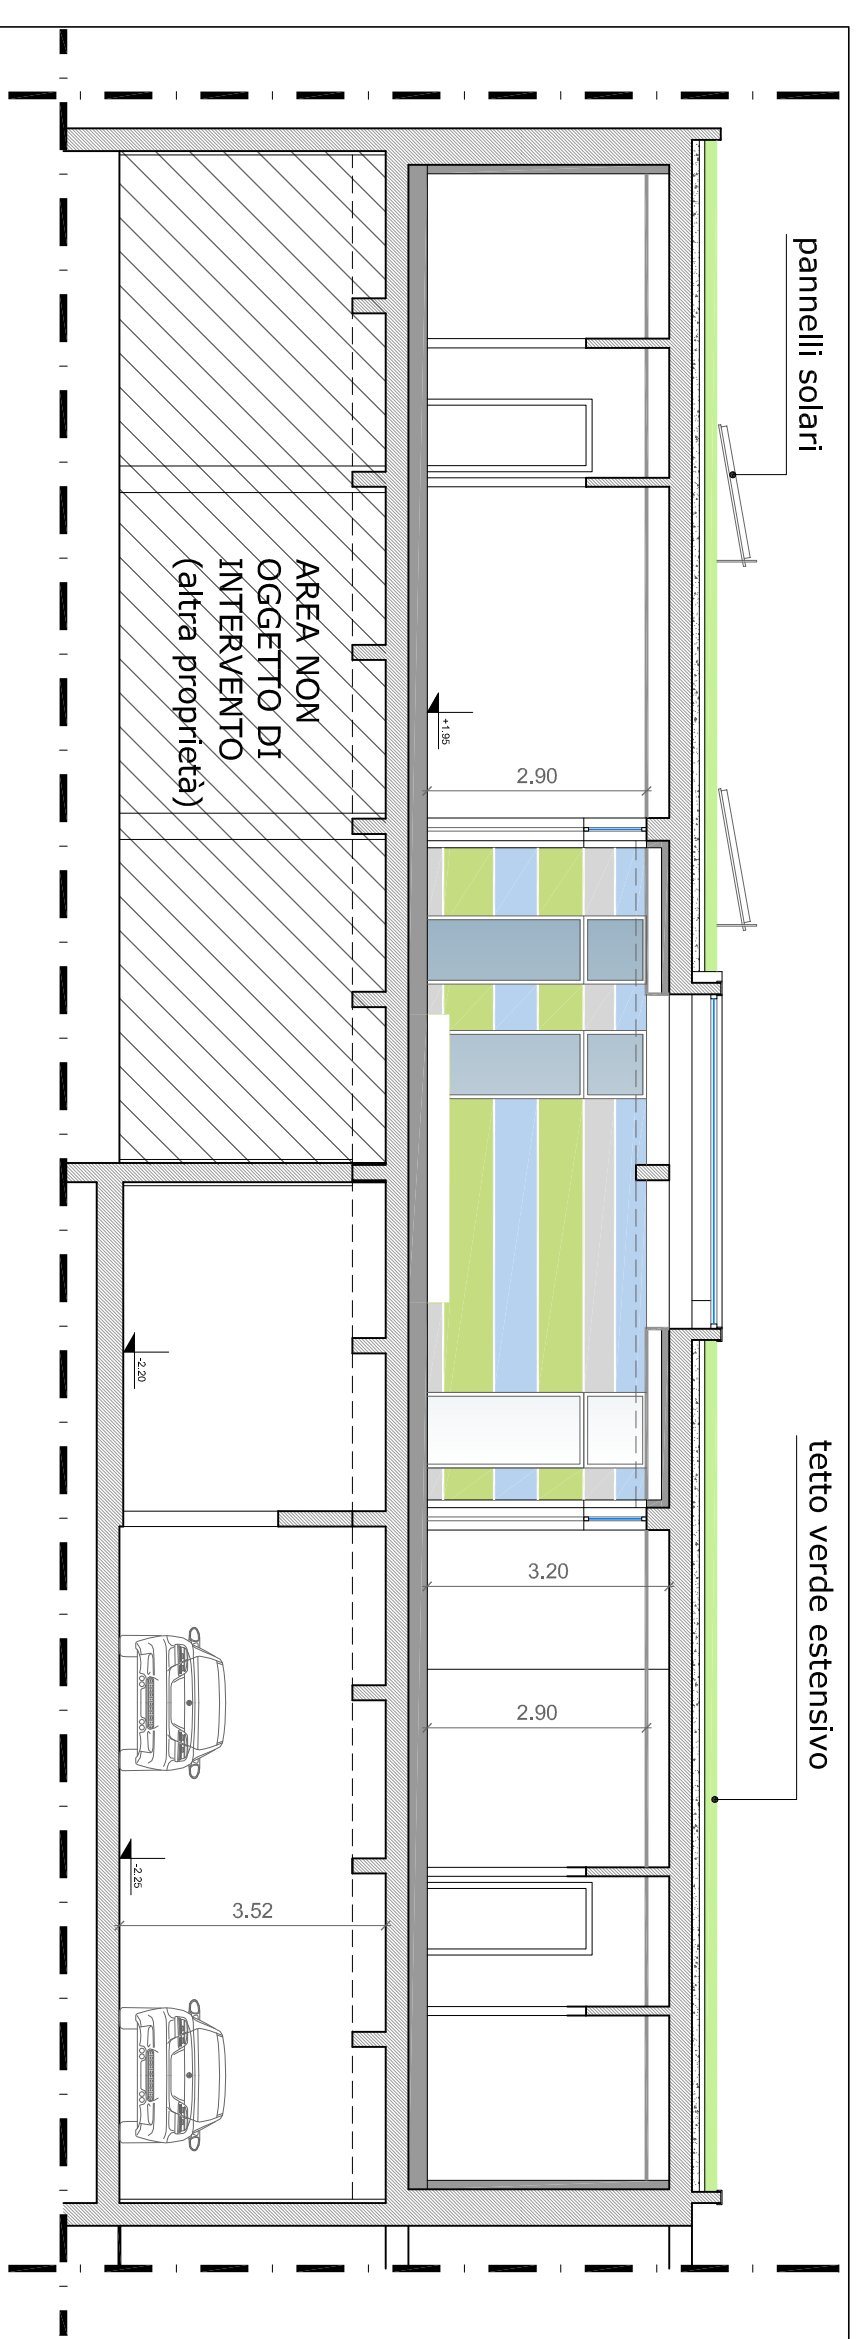 pannelli solari
tetto verde estensivo
+1.95
2.90
3.20
2.90
AREA NON
OGGETTO DI
INTERVENTO
(altra proprietà)
-2.20
-2.25
3.52